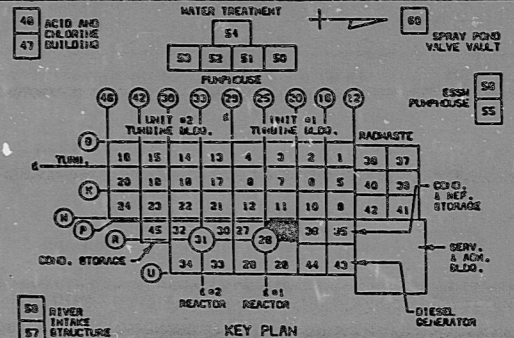 WATER TREATMENT
48 ACID AND
CHLORINE
47 BUILDING
54
60
SPRAY POND
VALVE VAULT
53 52 51 50
PUMPHOUSE
ESSW
PUMPHOUSE
56
55
46 42 38 33 29 25 20 16 12
UNIT #2
TURBINE BLDG.
UNIT #1
TURBINE BLDG.
RADWASTE
G
TURB.
16 15 14 13 4 3 2 1 38 37
K
20 19 18 17 8 7 6 5 40 39
24 23 22 21 12 11 10 9 42 41
N
P
R
45 32 31 30 27 28 36 35
COND.
& REF.
STORAGE
COND. STORAGE
U
34 33 29 28 44 43
SERV.
& ADM.
BLDG.
℄ #2
REACTOR
℄ #1
REACTOR
DIESEL
GENERATOR
58 RIVER
INTAKE
57 STRUCTURE
KEY PLAN